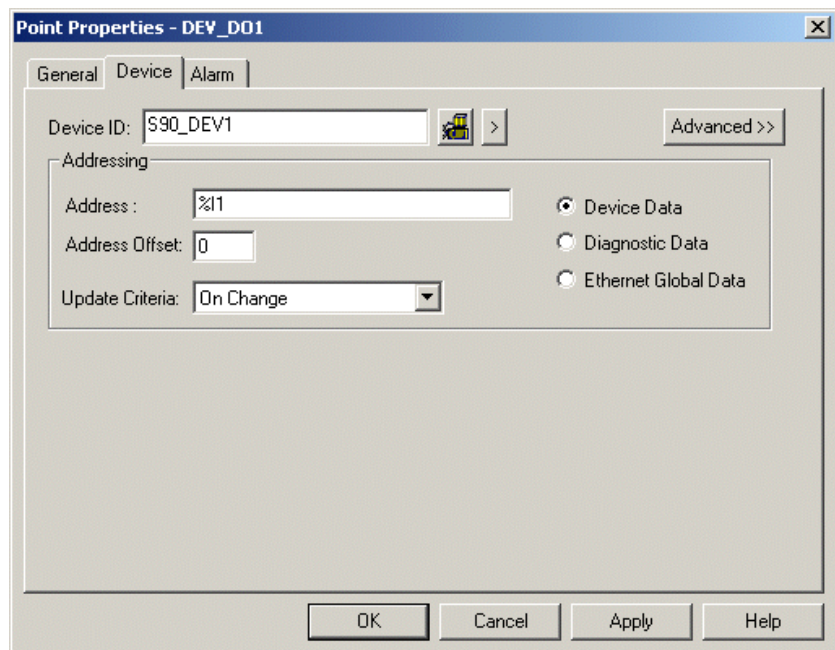 Point Properties - DEV_DO1
General Device Alarm
Device ID: S90_DEV1 > Advanced >>
Addressing
Address : %I1 Device Data
Address Offset: 0 Diagnostic Data
Ethernet Global Data
Update Criteria: On Change
OK Cancel Apply Help